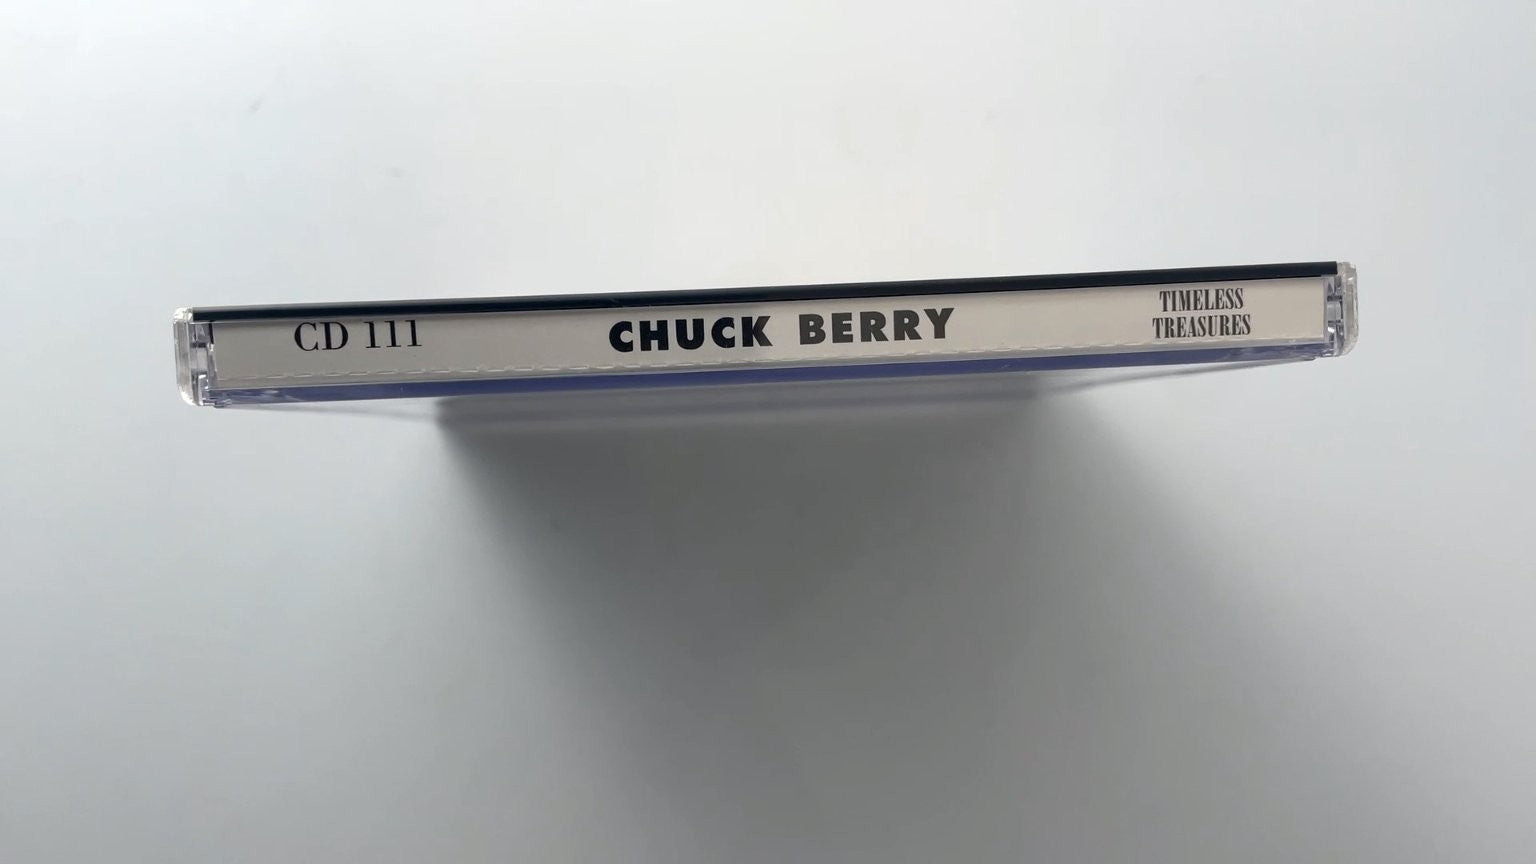 CD 111
CHUCK BERRY
TIMELESS
TREASURES